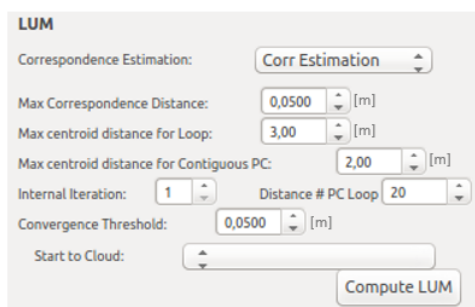 LUM
Correspondence Estimation: Corr Estimation
Max Correspondence Distance: 0,0500 [m]
Max centroid distance for Loop: 3,00 [m]
Max centroid distance for Contiguous PC: 2,00 [m]
Internal Iteration: 1 Distance # PC Loop 20
Convergence Threshold: 0,0500 [m]
Start to Cloud:
Compute LUM